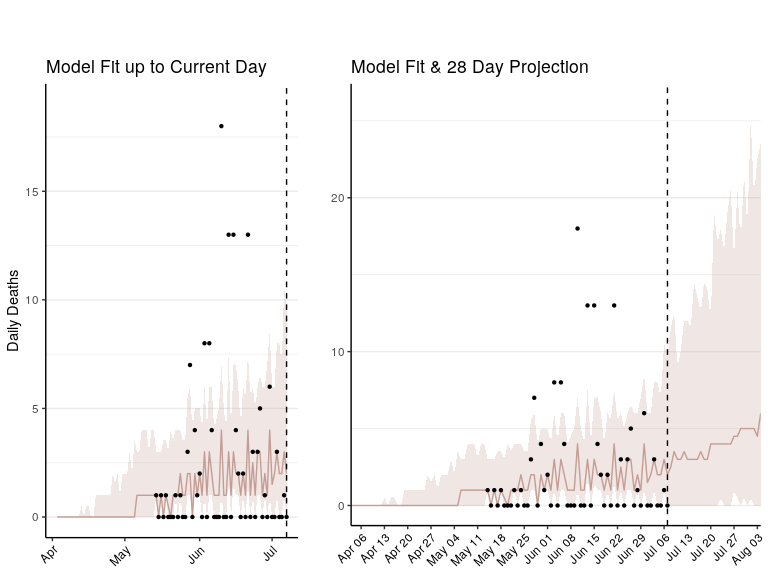 Model Fit up to Current Day
Model Fit & 28 Day Projection
Daily Deaths
15
10
5
0
Apr
May
Jun
Jul
20
10
0
Apr 06
Apr 13
Apr 20
Apr 27
May 04
May 11
May 18
May 25
Jun 01
Jun 08
Jun 15
Jun 22
Jun 29
Jul 06
Jul 13
Jul 20
Jul 27
Aug 03